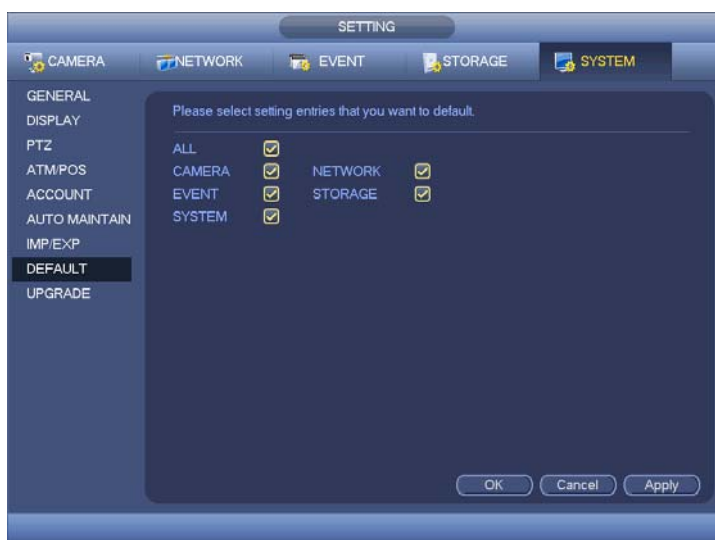 SETTING
CAMERA NETWORK EVENT STORAGE SYSTEM
GENERAL
DISPLAY
PTZ
ATM/POS
ACCOUNT
AUTO MAINTAIN
IMP/EXP
DEFAULT
UPGRADE
Please select setting entries that you want to default.
ALL
CAMERA NETWORK
EVENT STORAGE
SYSTEM
OK Cancel Apply